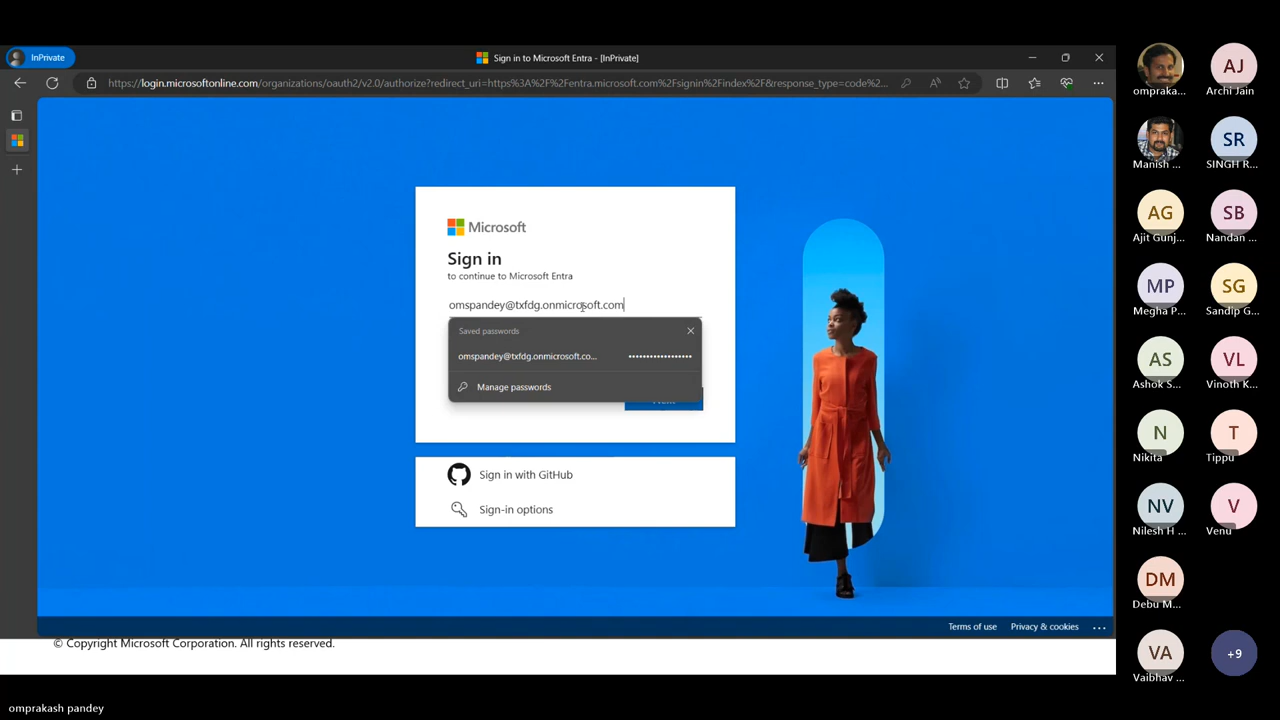 InPrivate
Sign in to Microsoft Entra - [InPrivate]
https://login.microsoftonline.com/organizations/oauth2/v2.0/authorize?redirect_uri=https%3A%2F%2Fentra.microsoft.com%2Fsignin%2Findex%2F&response_type=code%2...
Microsoft
Sign in
to continue to Microsoft Entra
omspandey@txfdg.onmicrosoft.com
Saved passwords
omspandey@txfdg.onmicrosoft.co... ••••••••••••••••••
Manage passwords
Sign in with GitHub
Sign-in options
Terms of use Privacy & cookies ...
© Copyright Microsoft Corporation. All rights reserved.
omprakash pandey
ompraka...
AJ
Archi Jain
Manish ...
SR
SINGH R...
AG
Ajit Gunj...
SB
Nandan ...
MP
Megha P...
SG
Sandip G...
AS
Ashok S...
VL
Vinoth K...
N
Nikita
T
Tippu
NV
Nilesh H ...
V
Venu
DM
Debu M...
VA
Vaibhav ...
+9